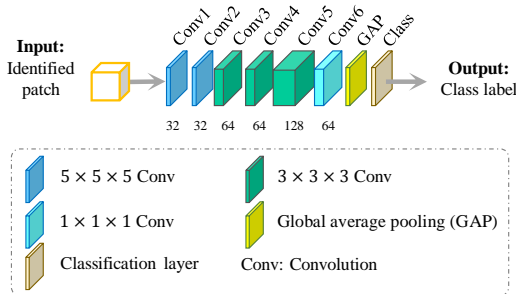 Conv1 Conv2 Conv3 Conv4 Conv5 Conv6 GAP Class
Input:
Identified
patch
Output:
Class label
32 32 64 64 128 64
5 × 5 × 5 Conv
3 × 3 × 3 Conv
1 × 1 × 1 Conv
Global average pooling (GAP)
Classification layer
Conv: Convolution